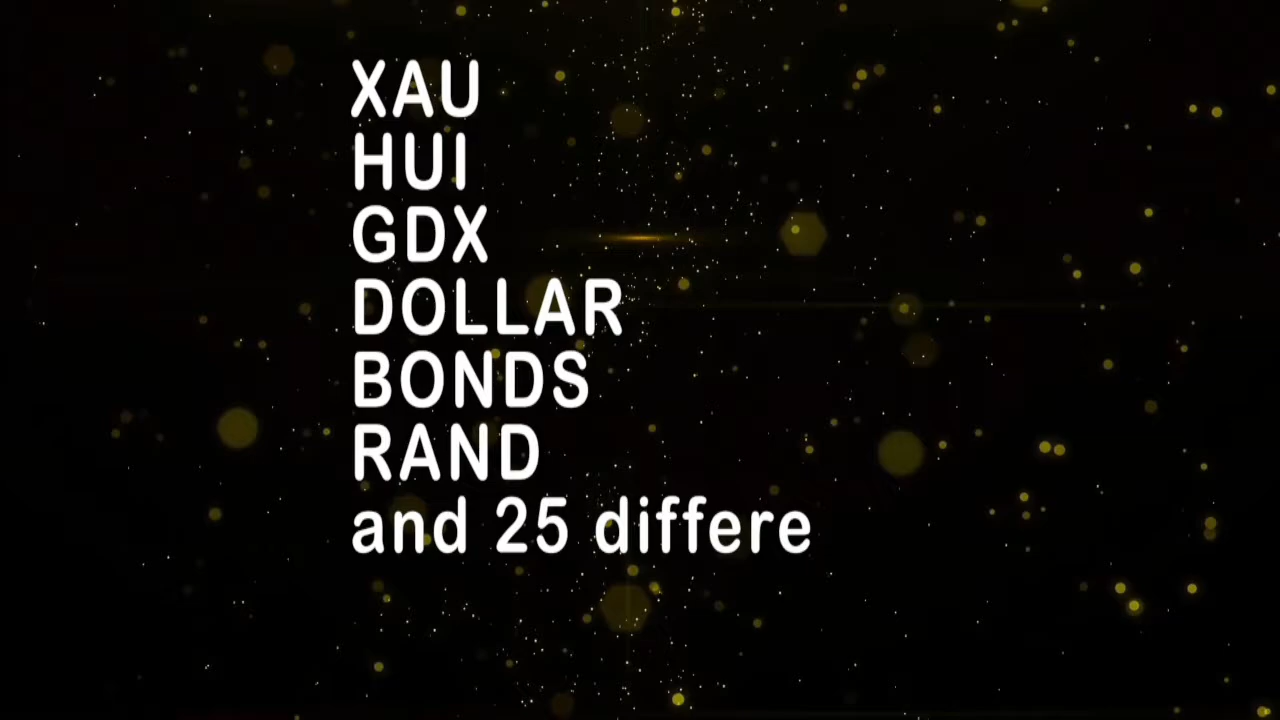 XAU
HUI
GDX
DOLLAR
BONDS
RAND
and 25 differe